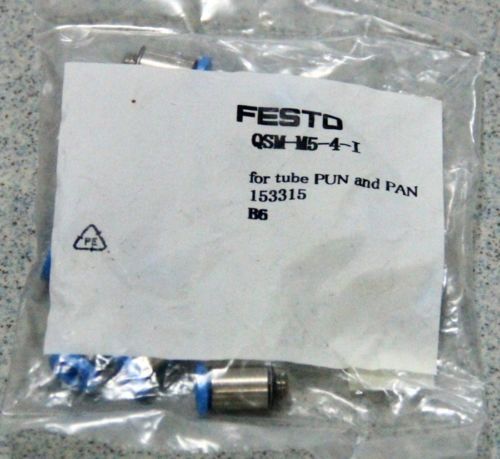 FESTO
QSM-M5-4-I
for tube PUN and PAN
153315
B6
PE